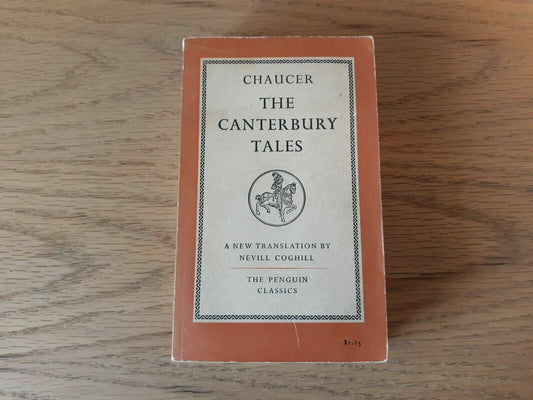 CHAUCER
THE
CANTERBURY
TALES
A NEW TRANSLATION BY
NEVILL COGHILL
THE PENGUIN
CLASSICS
$1.25